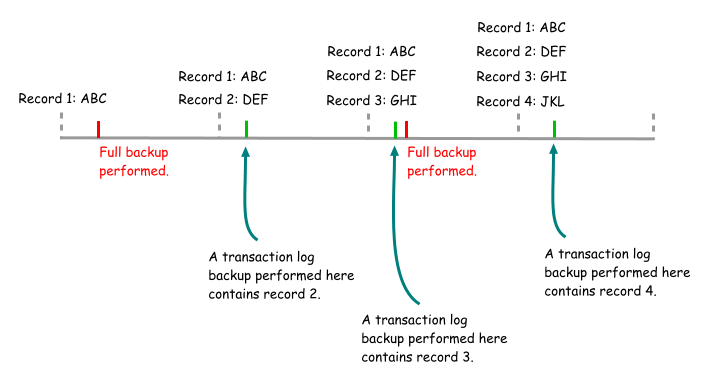 Record 1: ABC
Record 1: ABC
Record 2: DEF
Record 1: ABC
Record 2: DEF
Record 3: GHI
Record 1: ABC
Record 2: DEF
Record 3: GHI
Record 4: JKL
Full backup
performed.
Full backup
performed.
A transaction log
backup performed here
contains record 2.
A transaction log
backup performed here
contains record 3.
A transaction log
backup performed here
contains record 4.